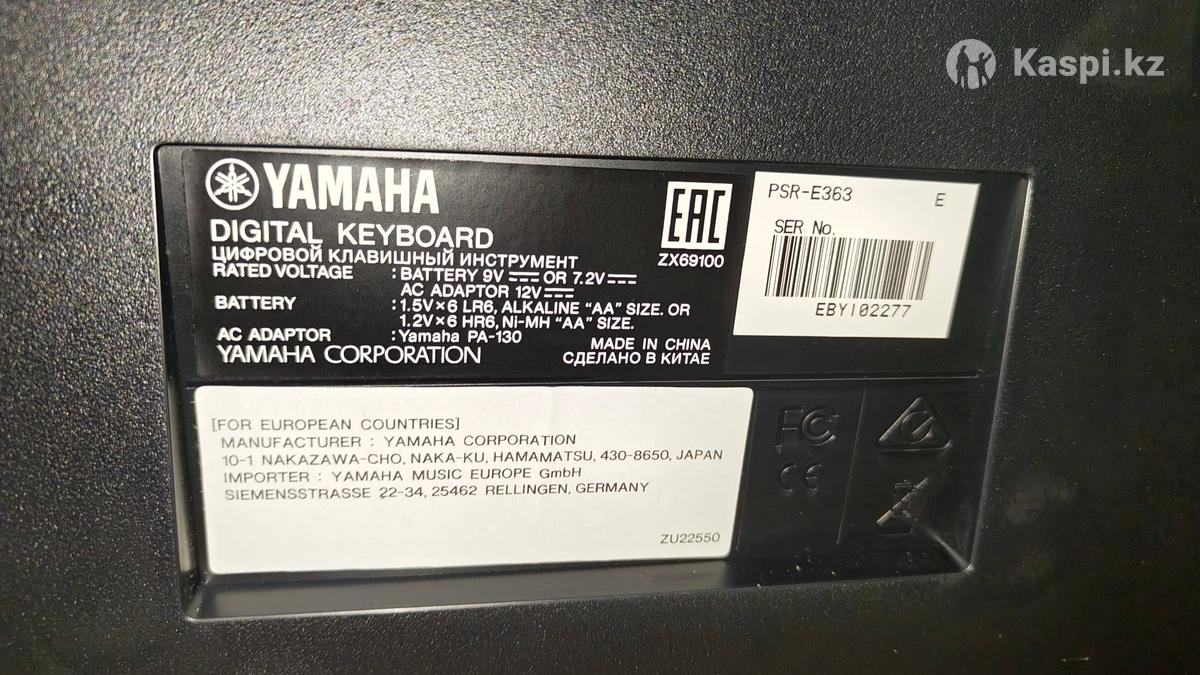 Kaspi.kz
YAMAHA
DIGITAL KEYBOARD
ЦИФРОВОЙ КЛАВИШНЫЙ ИНСТРУМЕНТ
RATED VOLTAGE : BATTERY 9V ⎓ OR 7.2V ⎓
AC ADAPTOR 12V ⎓
BATTERY : 1.5V×6 LR6, ALKALINE “AA” SIZE. OR
1.2V×6 HR6, Ni-MH “AA” SIZE.
AC ADAPTOR : Yamaha PA-130
YAMAHA CORPORATION
MADE IN CHINA
СДЕЛАНО В КИТАЕ
EAC
ZX69100
PSR-E363 E
SER No.
EBYI02277
[FOR EUROPEAN COUNTRIES]
MANUFACTURER : YAMAHA CORPORATION
10-1 NAKAZAWA-CHO, NAKA-KU, HAMAMATSU, 430-8650, JAPAN
IMPORTER : YAMAHA MUSIC EUROPE GmbH
SIEMENSSTRASSE 22-34, 25462 RELLINGEN, GERMANY
ZU22550
FC
CE